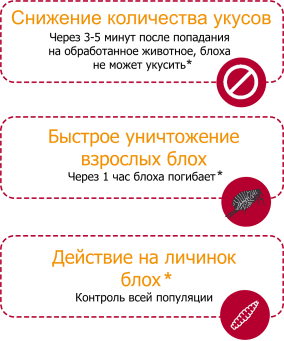 Снижение количества укусов
Через 3-5 минут после попадания
на обработанное животное, блоха
не может укусить*
Быстрое уничтожение
взрослых блох
Через 1 час блоха погибает*
Действие на личинок
блох*
Контроль всей популяции